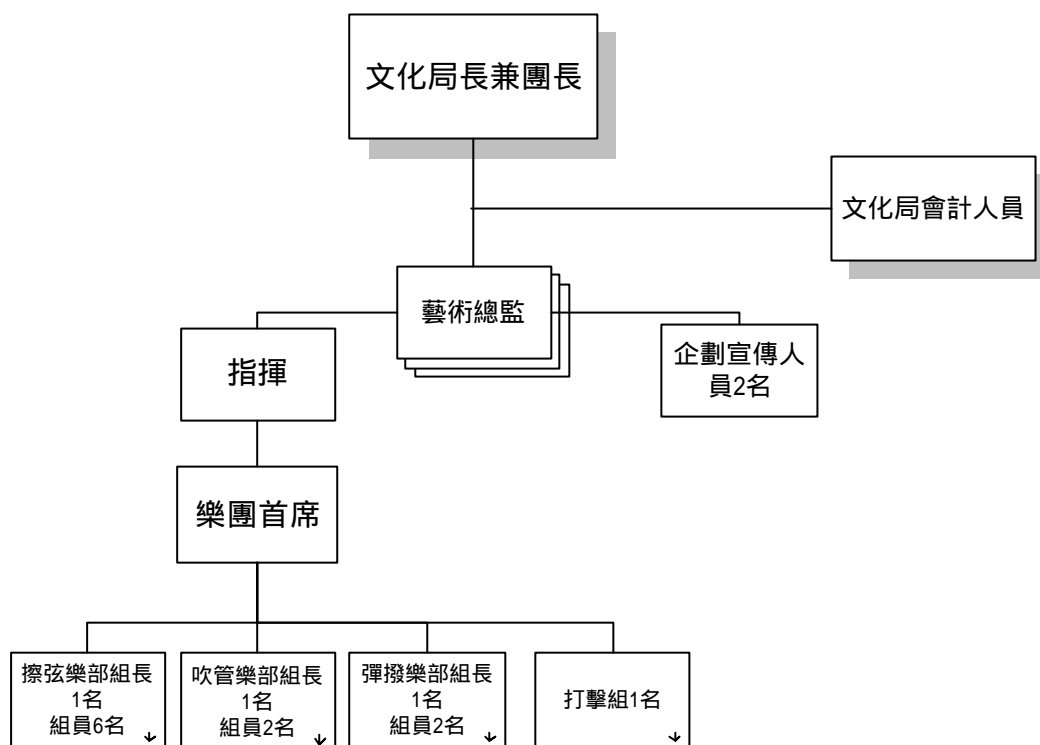 文化局長兼團長
文化局會計人員
藝術總監
指揮
企劃宣傳人
員2名
樂團首席
擦弦樂部組長
1名
組員6名
吹管樂部組長
1名
組員2名
彈撥樂部組長
1名
組員2名
打擊組1名